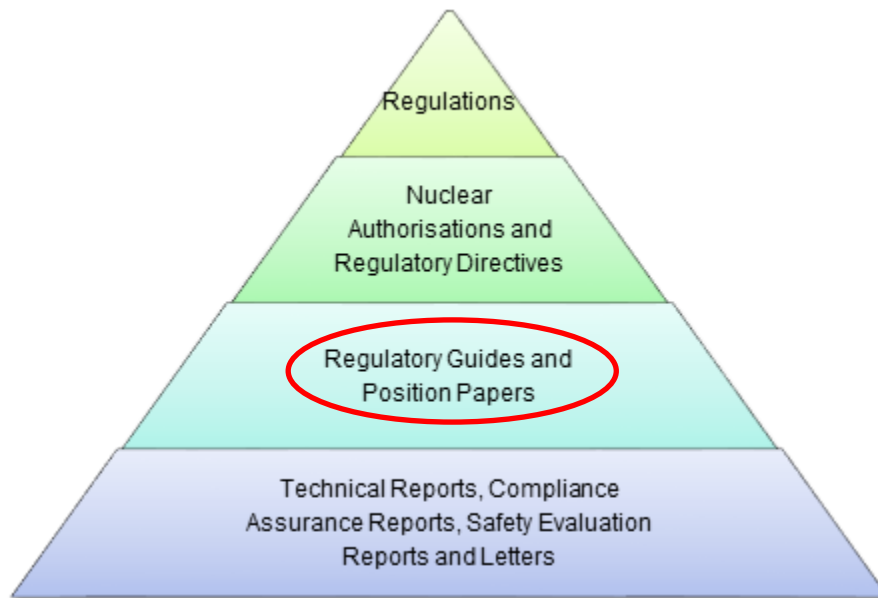 Regulations
Nuclear
Authorisations and
Regulatory Directives
Regulatory Guides and
Position Papers
Technical Reports, Compliance
Assurance Reports, Safety Evaluation
Reports and Letters